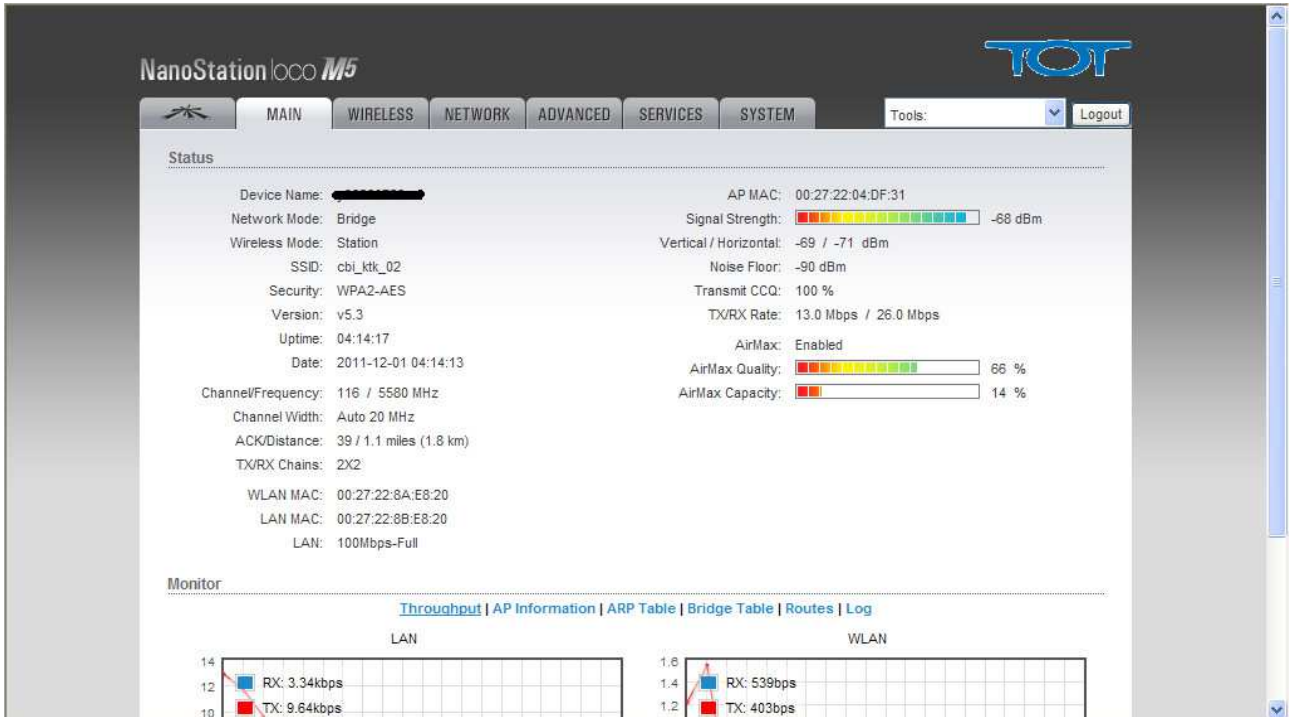 NanoStation loco M5
TOT
MAIN WIRELESS NETWORK ADVANCED SERVICES SYSTEM Tools: Logout
Status
Device Name:
Network Mode: Bridge
Wireless Mode: Station
SSID: cbi_ktk_02
Security: WPA2-AES
Version: v5.3
Uptime: 04:14:17
Date: 2011-12-01 04:14:13
Channel/Frequency: 116 / 5580 MHz
Channel Width: Auto 20 MHz
ACK/Distance: 39 / 1.1 miles (1.8 km)
TX/RX Chains: 2X2
WLAN MAC: 00:27:22:8A:E8:20
LAN MAC: 00:27:22:8B:E8:20
LAN: 100Mbps-Full
AP MAC: 00:27:22:04:DF:31
Signal Strength: -68 dBm
Vertical / Horizontal: -69 / -71 dBm
Noise Floor: -90 dBm
Transmit CCQ: 100 %
TX/RX Rate: 13.0 Mbps / 26.0 Mbps
AirMax: Enabled
AirMax Quality: 66 %
AirMax Capacity: 14 %
Monitor
Throughput | AP Information | ARP Table | Bridge Table | Routes | Log
LAN
14
12
10
RX: 3.34kbps
TX: 9.64kbps
WLAN
1.6
1.4
1.2
RX: 539bps
TX: 403bps